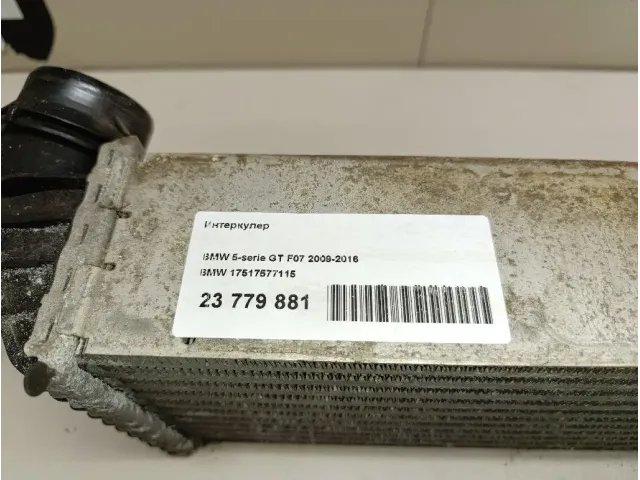 Интеркулер
BMW 5-serie GT F07 2009-2016
BMW 17517577115
23 779 881